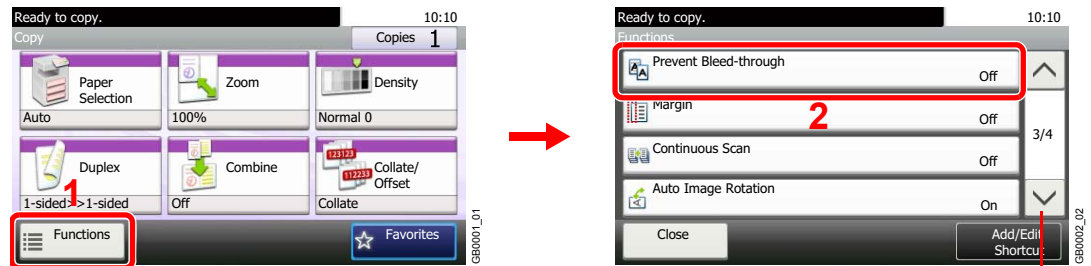 Ready to copy. 10:10
Copy Copies 1
Paper
Selection
Auto
Zoom
100%
Density
Normal 0
Duplex
1-sided>>1-sided
Combine
Off
123123
112233
Collate/
Offset
Collate
1
Functions
Favorites
GB0001_01
Ready to copy. 10:10
Functions
Prevent Bleed-through
Off
Margin
Off
2
Continuous Scan
Off
3/4
Auto Image Rotation
On
Close
Add/Edit
Shortcut
GB0002_02